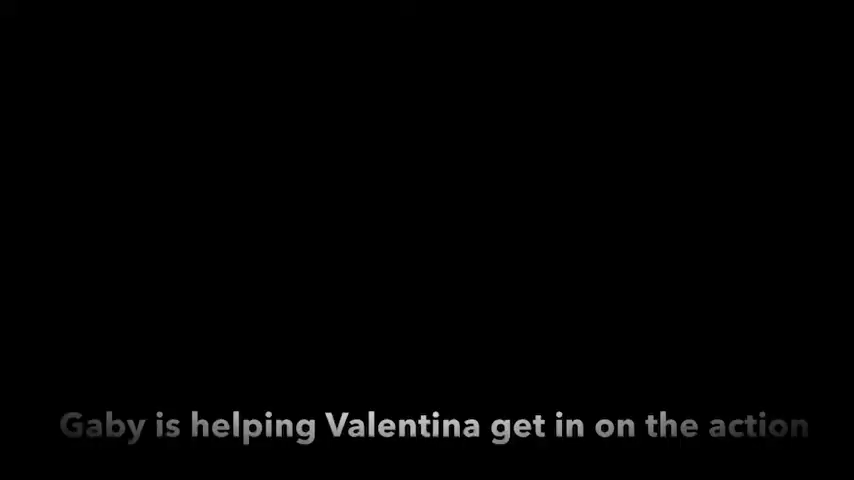 Gaby is helping Valentina get in on the action